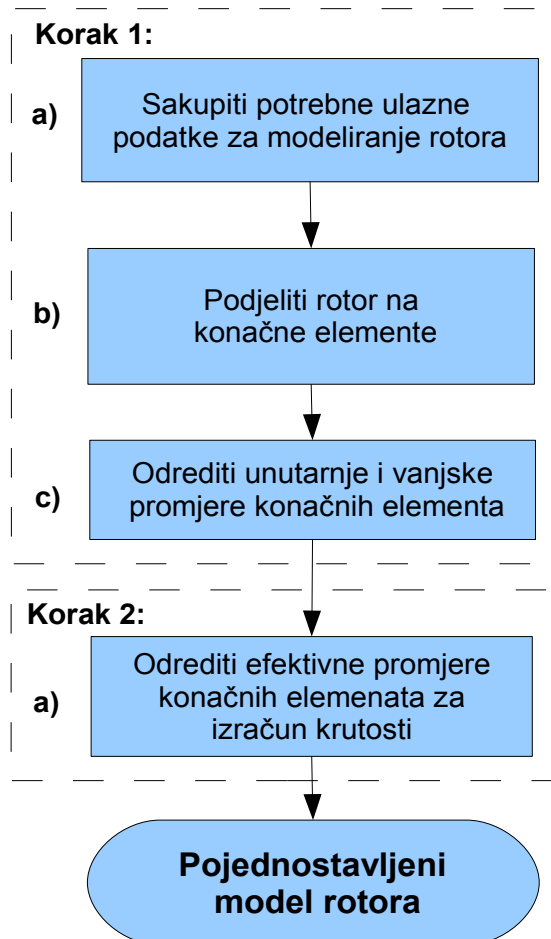 Korak 1:
a)
Sakupiti potrebne ulazne
podatke za modeliranje rotora
b)
Podjeliti rotor na
konačne elemente
c)
Odrediti unutarnje i vanjske
promjere konačnih elementa
Korak 2:
a)
Odrediti efektivne promjere
konačnih elemenata za
izračun krutosti
Pojednostavljeni
model rotora